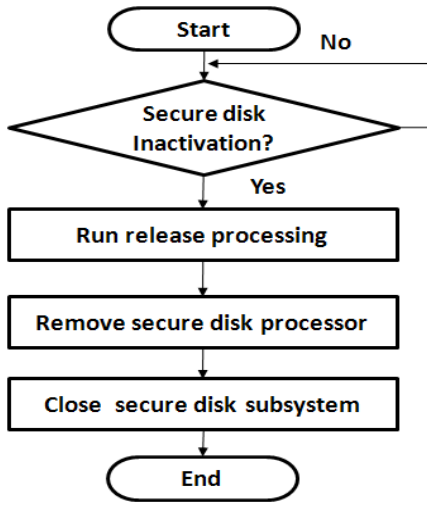 Start
No
Secure disk
Inactivation?
Yes
Run release processing
Remove secure disk processor
Close secure disk subsystem
End